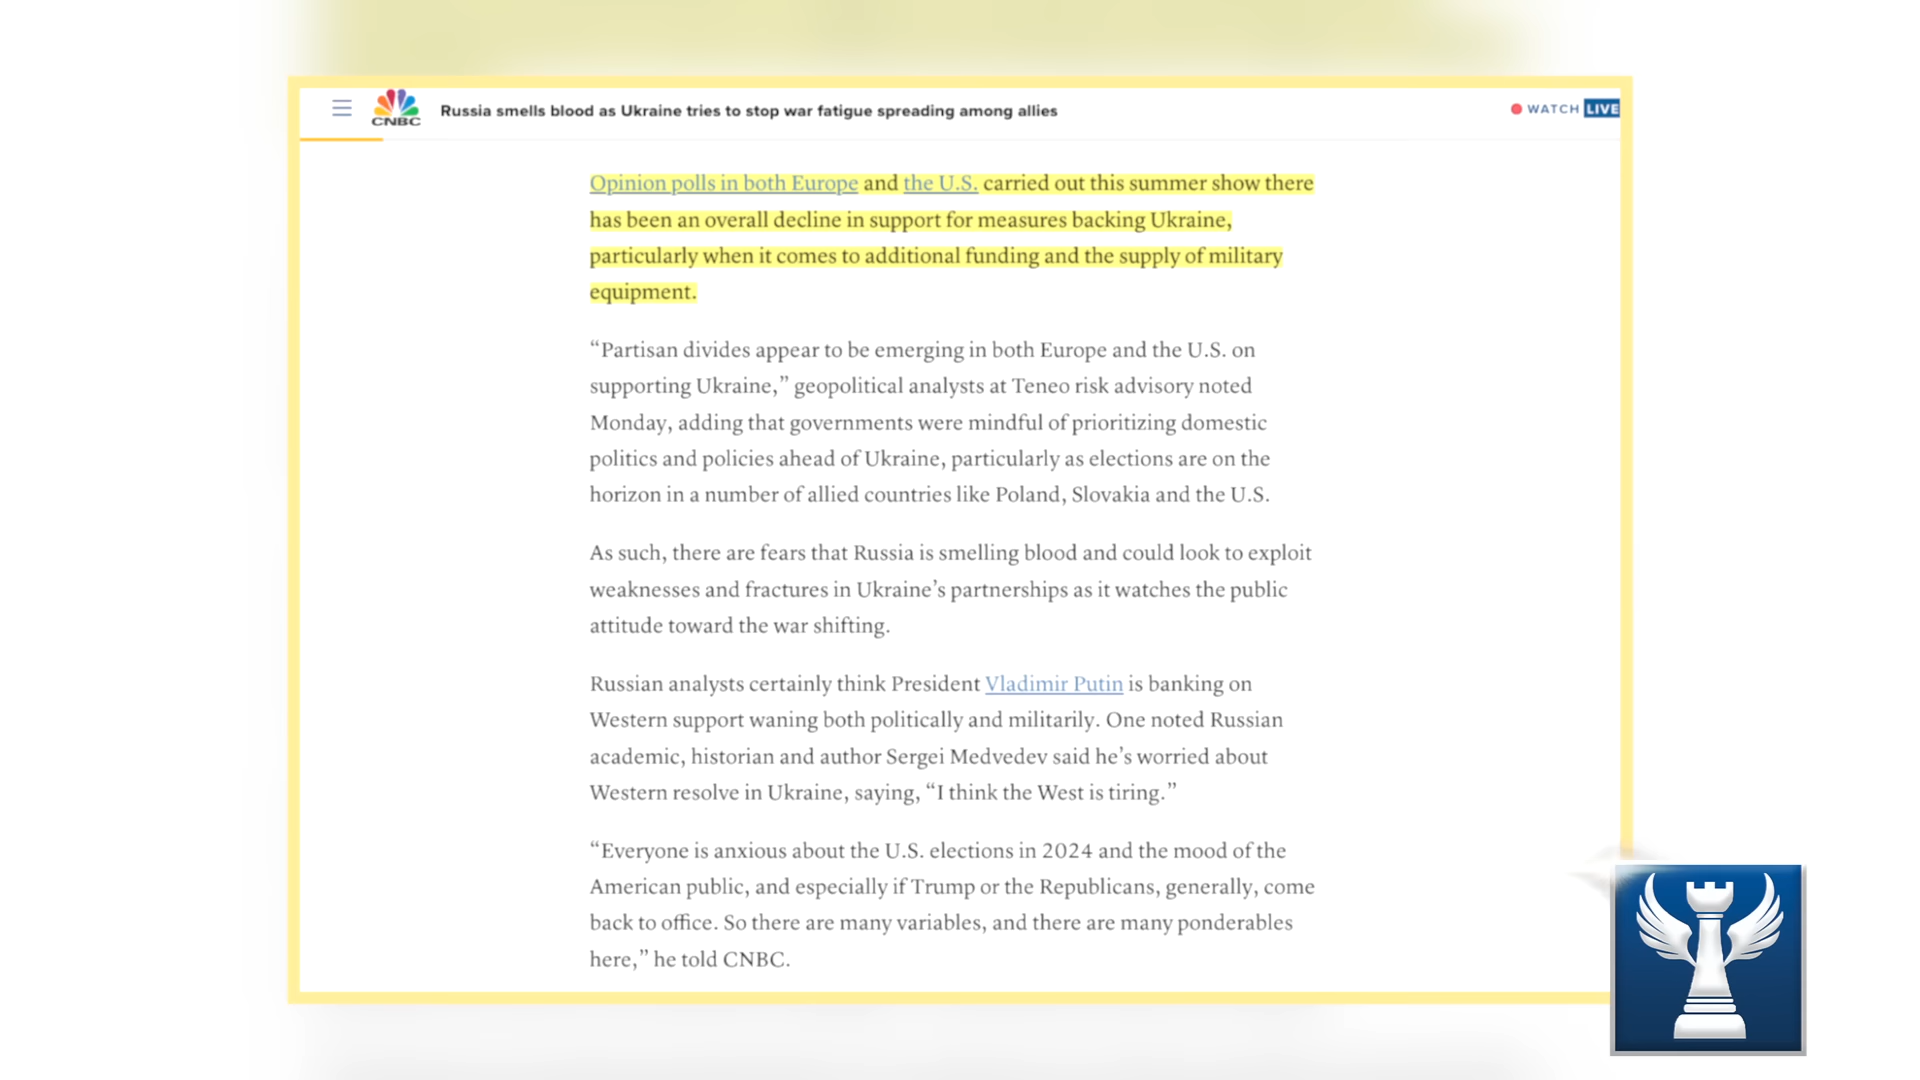 CNBC
Russia smells blood as Ukraine tries to stop war fatigue spreading among allies
WATCH LIVE
Opinion polls in both Europe and the U.S. carried out this summer show there
has been an overall decline in support for measures backing Ukraine,
particularly when it comes to additional funding and the supply of military
equipment.
“Partisan divides appear to be emerging in both Europe and the U.S. on
supporting Ukraine,” geopolitical analysts at Teneo risk advisory noted
Monday, adding that governments were mindful of prioritizing domestic
politics and policies ahead of Ukraine, particularly as elections are on the
horizon in a number of allied countries like Poland, Slovakia and the U.S.
As such, there are fears that Russia is smelling blood and could look to exploit
weaknesses and fractures in Ukraine’s partnerships as it watches the public
attitude toward the war shifting.
Russian analysts certainly think President Vladimir Putin is banking on
Western support waning both politically and militarily. One noted Russian
academic, historian and author Sergei Medvedev said he’s worried about
Western resolve in Ukraine, saying, “I think the West is tiring.”
“Everyone is anxious about the U.S. elections in 2024 and the mood of the
American public, and especially if Trump or the Republicans, generally, come
back to office. So there are many variables, and there are many ponderables
here,” he told CNBC.